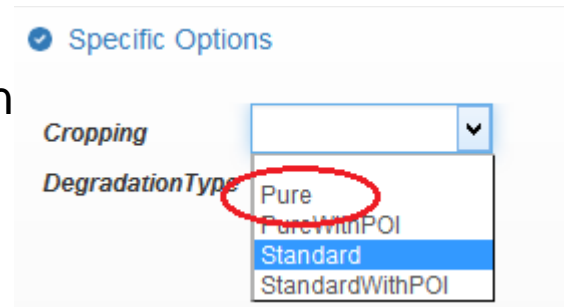 Specific Options
n
Cropping
DegradationType
Pure
PureWithPOI
Standard
StandardWithPOI